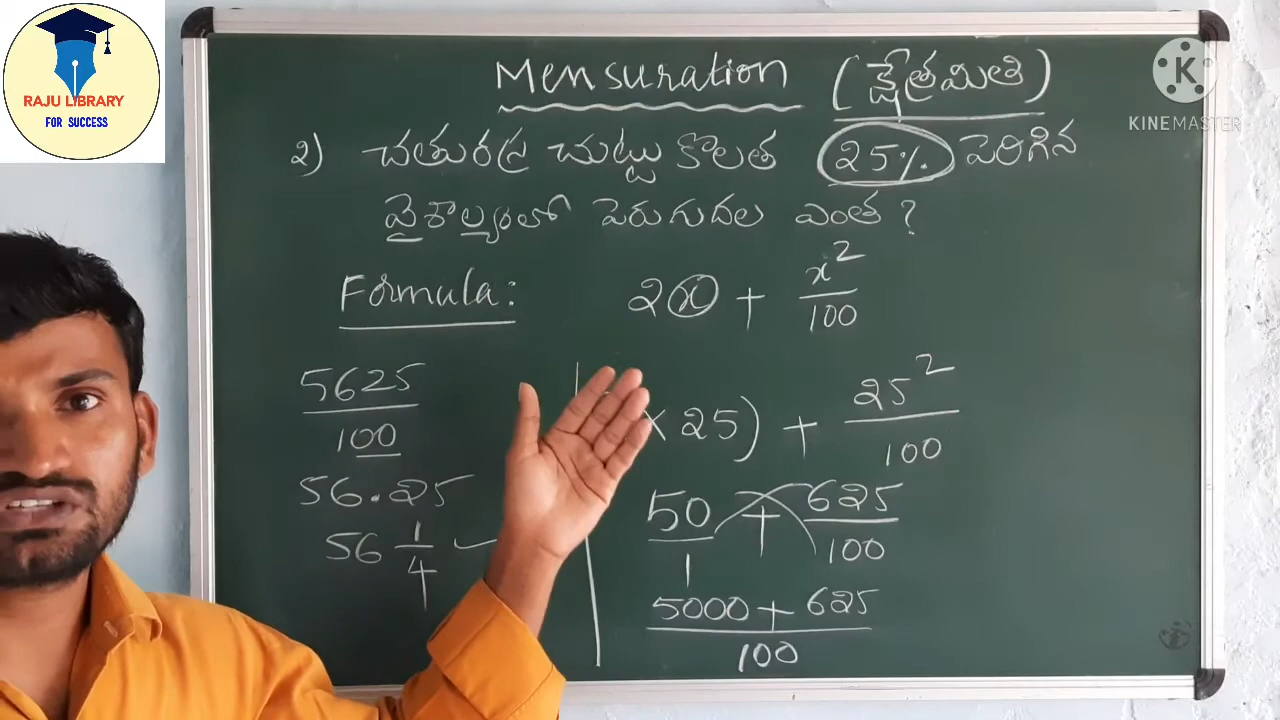 RAJU LIBRARY
FOR SUCCESS
K
KINEMASTER
Mensuration (క్షేత్రమితి)
2) చతురస్ర చుట్టు కొలత 25% పెరిగిన
వైశాల్యంలో పెరుగుదల ఎంత ?
Formula: 2x + x²/100
× 25) + 25²/100
50/1 + 625/100
5000 + 625/100
5625/100
56.25
56 1/4